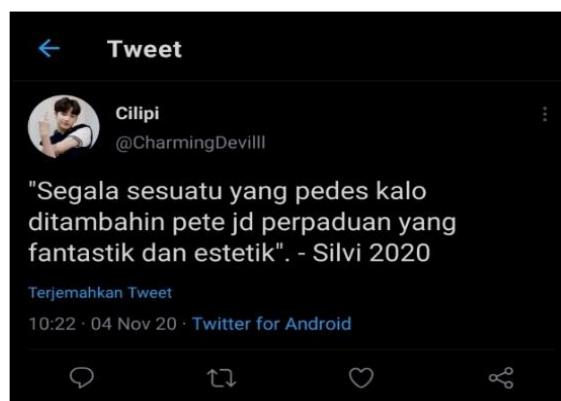 Tweet
Cilipi
@CharmingDevilll
"Segala sesuatu yang pedes kalo
ditambahin pete jd perpaduan yang
fantastik dan estetik". - Silvi 2020
Terjemahkan Tweet
10:22 · 04 Nov 20 · Twitter for Android